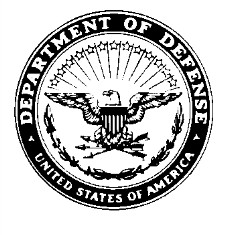 DEPARTMENT OF DEFENSE
UNITED STATES OF AMERICA